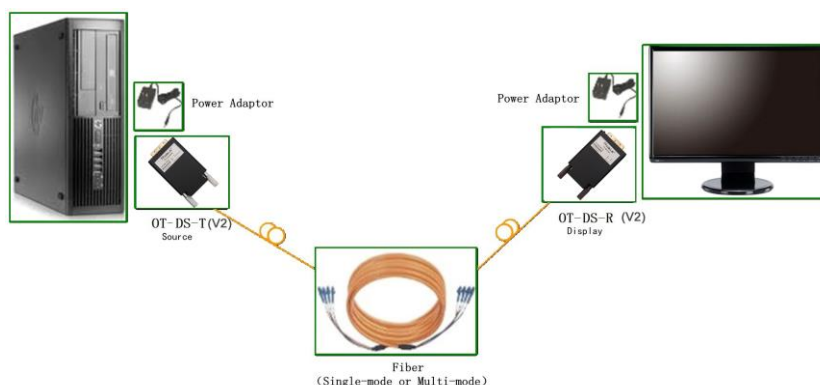 Power Adaptor
OT-DS-T(V2)
Source
Power Adaptor
OT-DS-R (V2)
Display
Fiber
(Single-mode or Multi-mode)